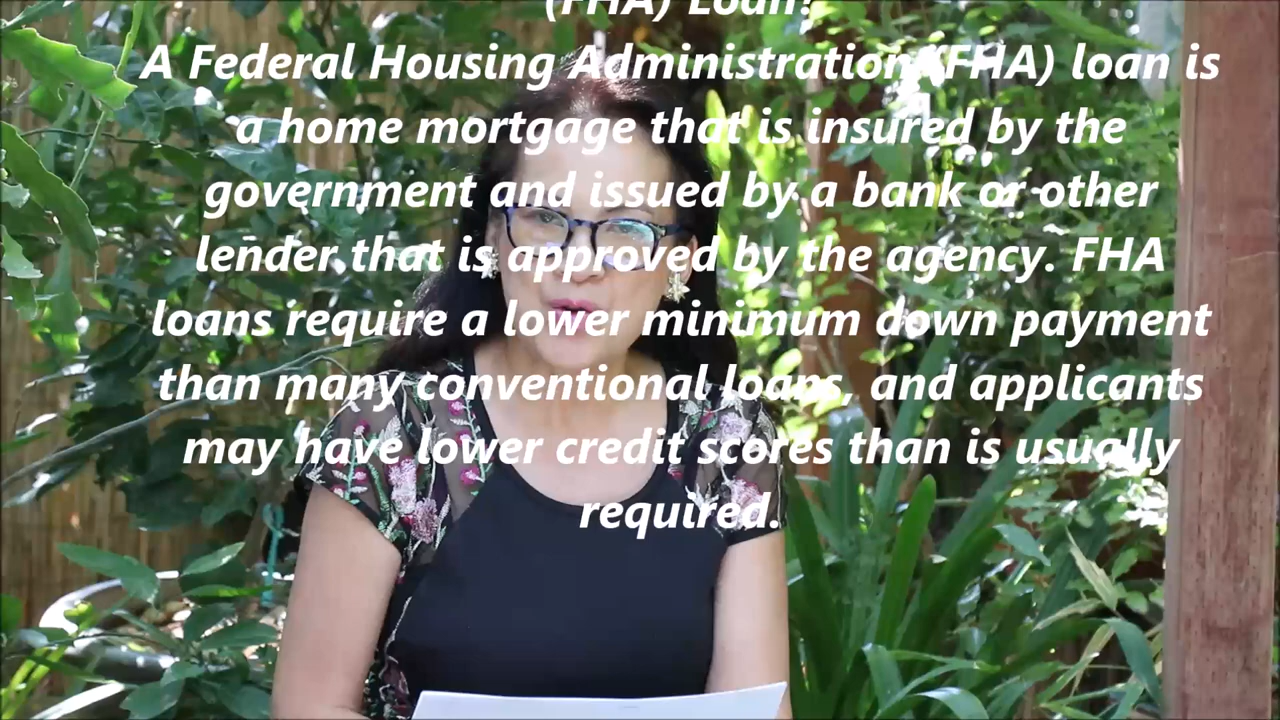 (FHA) Loan?
A Federal Housing Administration (FHA) loan is
a home mortgage that is insured by the
government and issued by a bank or other
lender that is approved by the agency. FHA
loans require a lower minimum down payment
than many conventional loans, and applicants
may have lower credit scores than is usually
required.